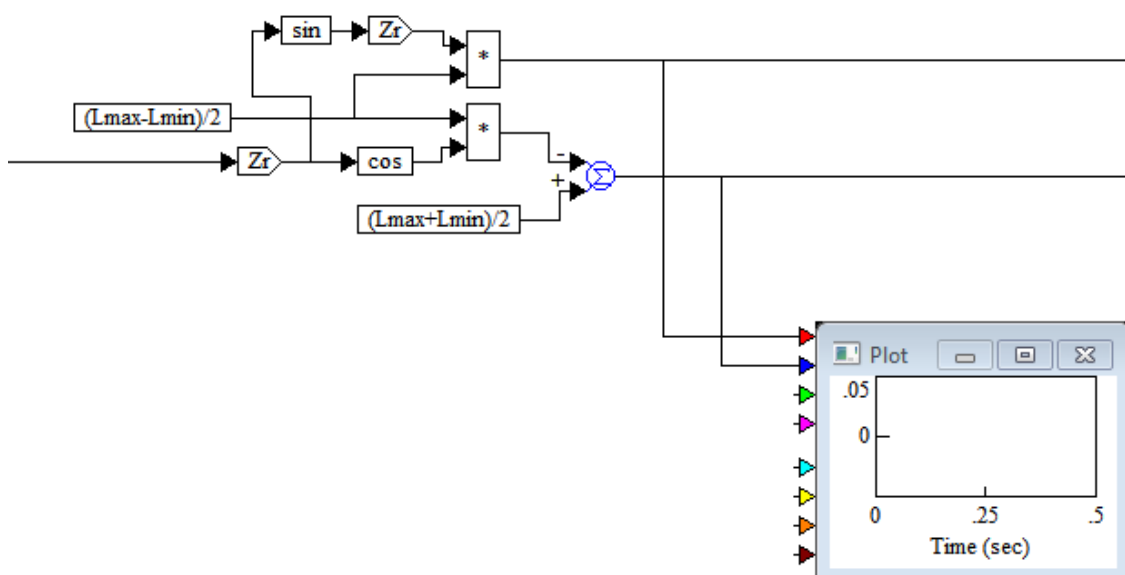 sin
Zr
*
(Lmax-Lmin)/2
*
Zr
cos
-
+
Σ
(Lmax+Lmin)/2
Plot
.05
0
0
.25
.5
Time (sec)